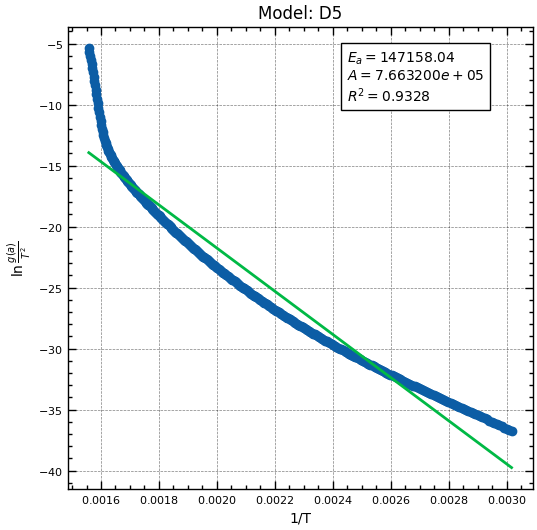 Model: D5
E_a = 147158.04
A = 7.663200e + 05
R^2 = 0.9328
ln g(a)/T^2
−5
−10
−15
−20
−25
−30
−35
−40
0.0016 0.0018 0.0020 0.0022 0.0024 0.0026 0.0028 0.0030
1/T